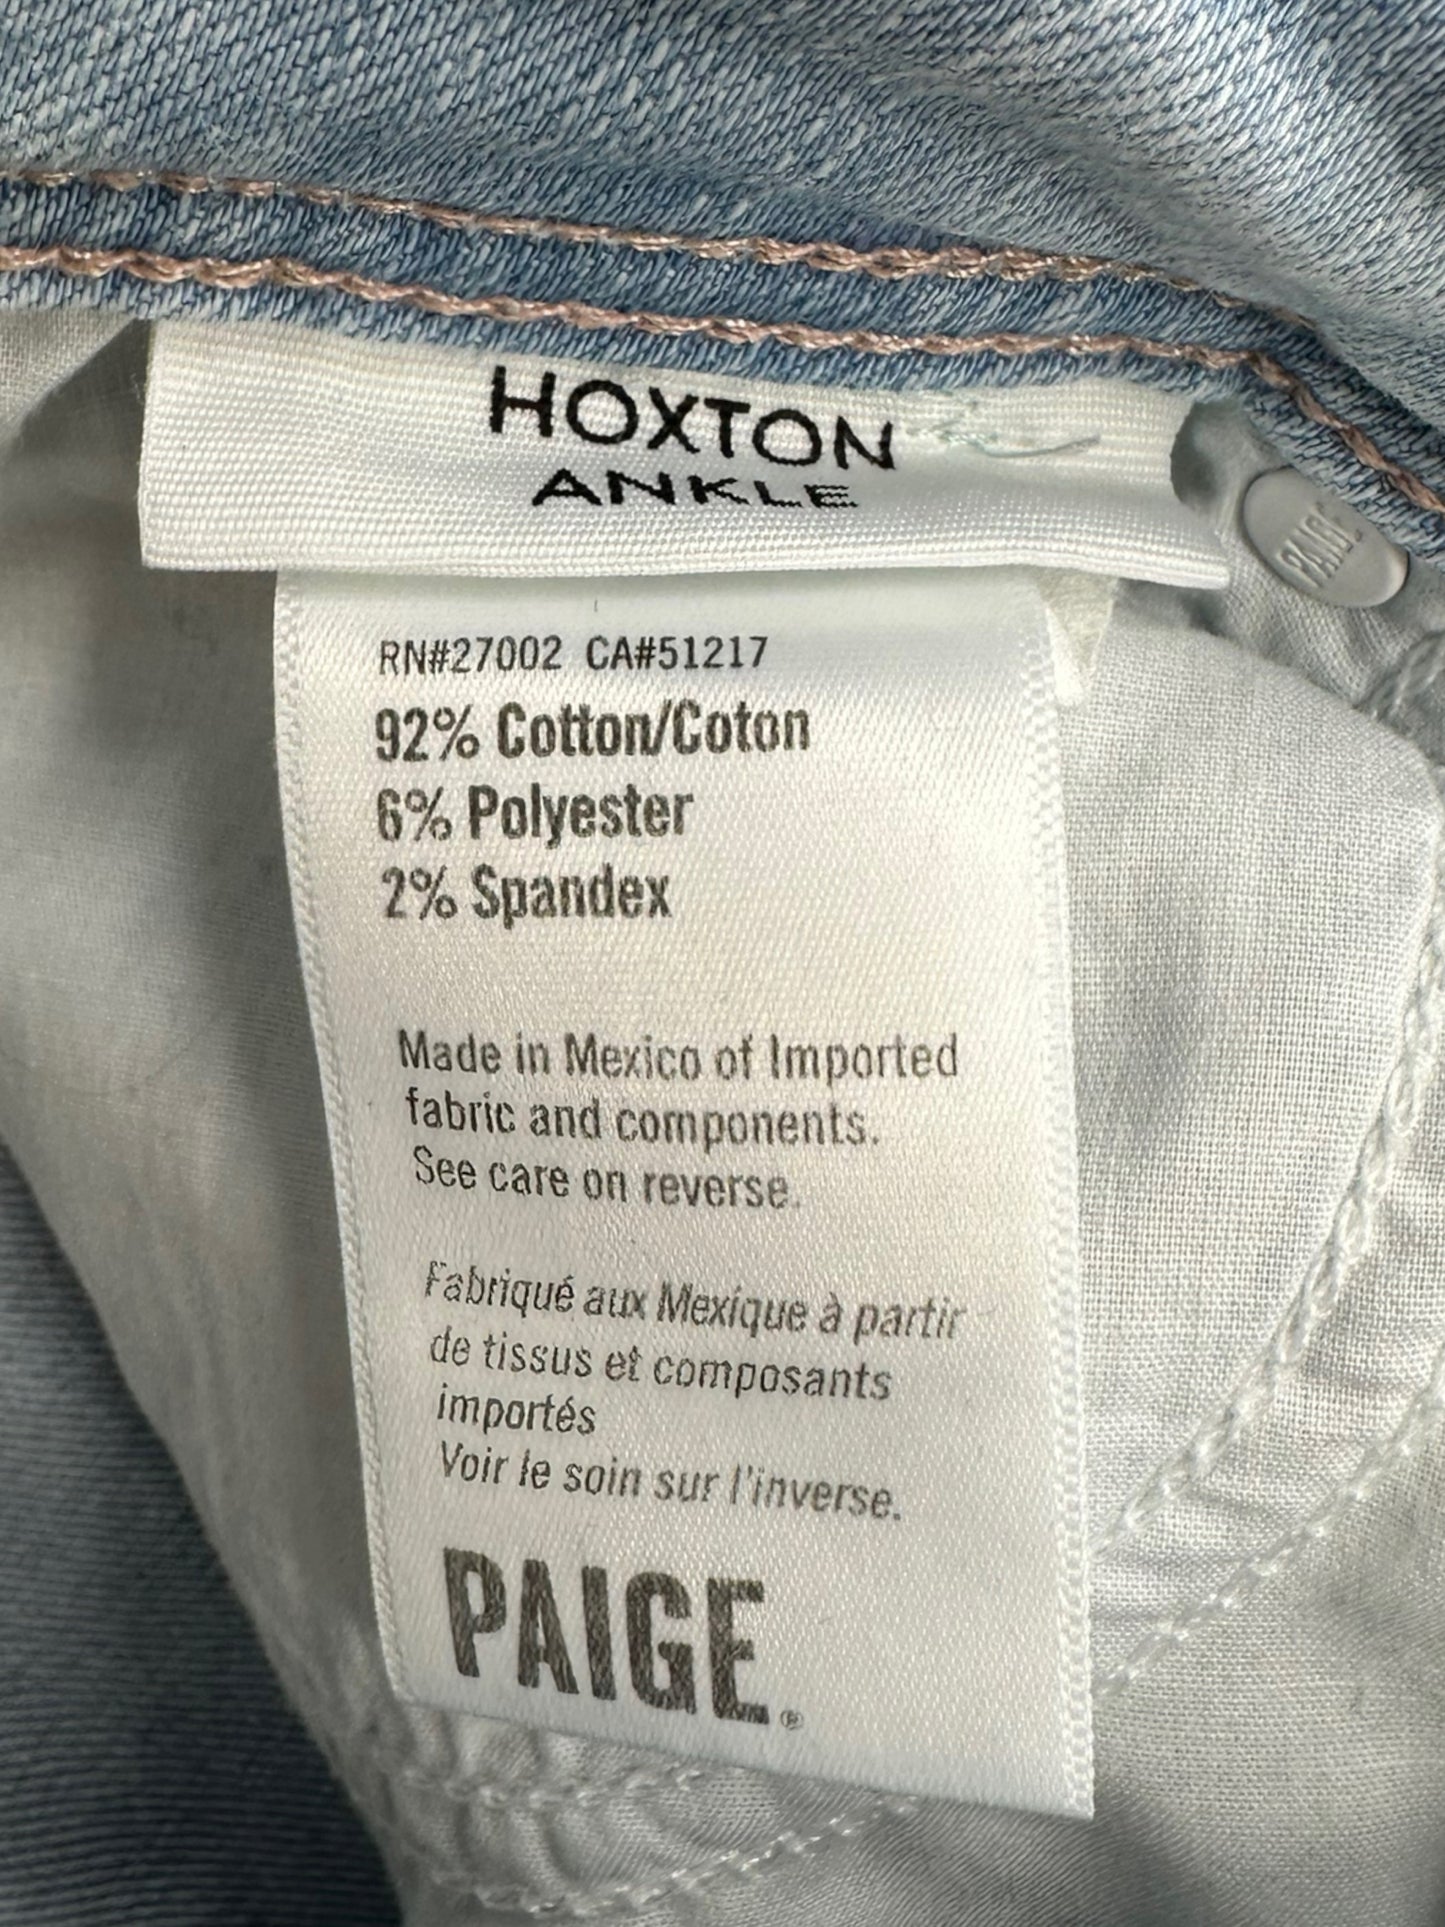 HOXTON
ANKLE
PAIGE
RN#27002 CA#51217
92% Cotton/Coton
6% Polyester
2% Spandex
Made in Mexico of Imported
fabric and components.
See care on reverse.
Fabriqué aux Mexique à partir
de tissus et composants
importés
Voir le soin sur l'inverse.
PAIGE®